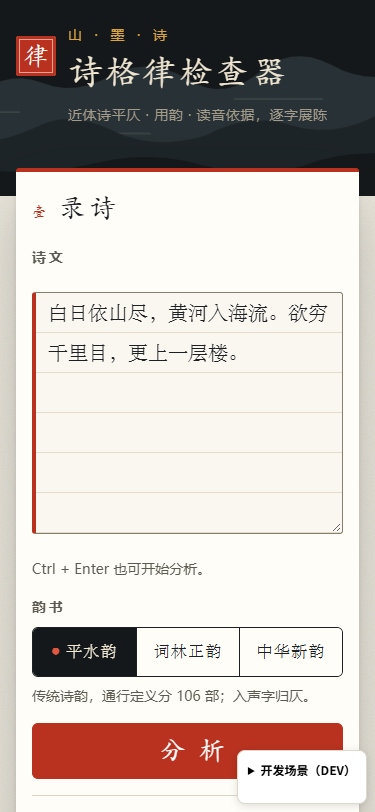 律
山·墨·诗
诗格律检查器
近体诗平仄·用韵·读音依据，逐字展陈
壹 录诗
诗文
白日依山尽，黄河入海流。欲穷
千里目，更上一层楼。
Ctrl + Enter 也可开始分析。
韵书
平水韵 词林正韵 中华新韵
传统诗韵，通行定义分 106 部；入声字归仄。
分析
▶ 开发场景（DEV）